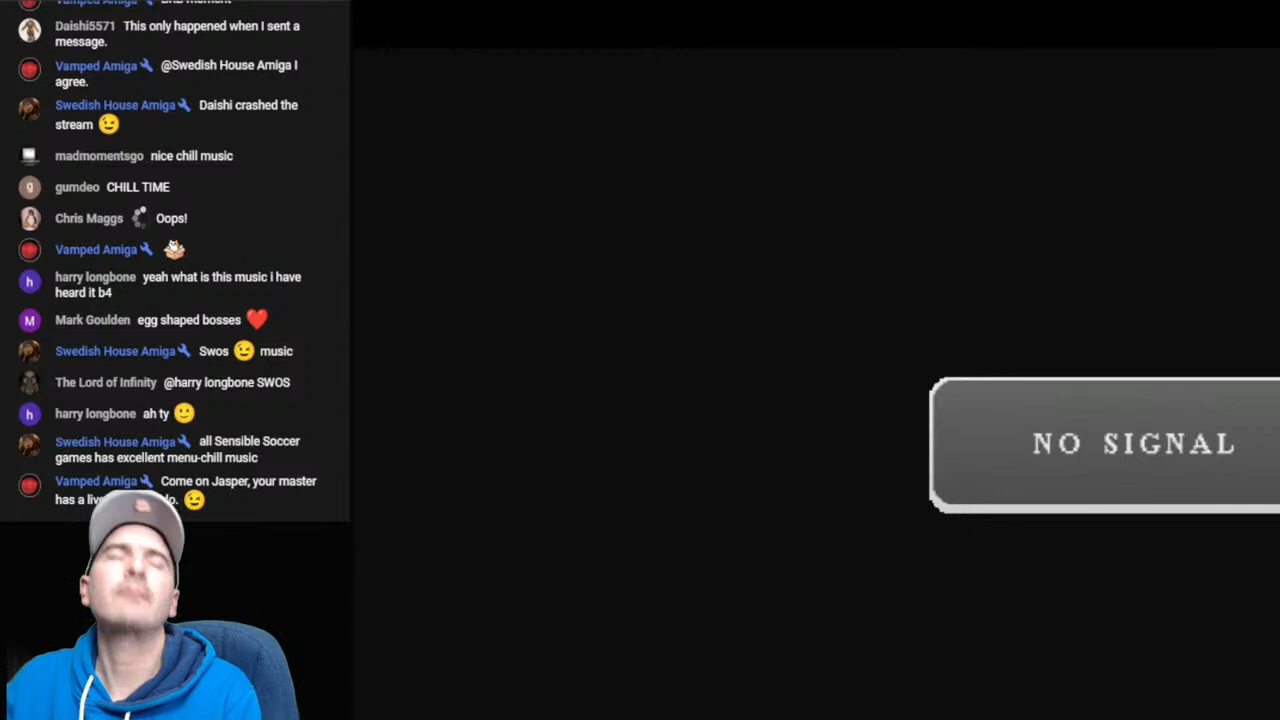 Vamped Amiga BRB moment
Daishi5571 This only happened when I sent a
message.
Vamped Amiga @Swedish House Amiga I
agree.
Swedish House Amiga Daishi crashed the
stream 😉
madmomentsgo nice chill music
g gumdeo CHILL TIME
Chris Maggs Oops!
Vamped Amiga
h harry longbone yeah what is this music i have
heard it b4
M Mark Goulden egg shaped bosses ❤️
Swedish House Amiga Swos 😉 music
The Lord of Infinity @harry longbone SWOS
h harry longbone ah ty 🙂
Swedish House Amiga all Sensible Soccer
games has excellent menu-chill music
Vamped Amiga Come on Jasper, your master
has a 😉
NO SIGNAL